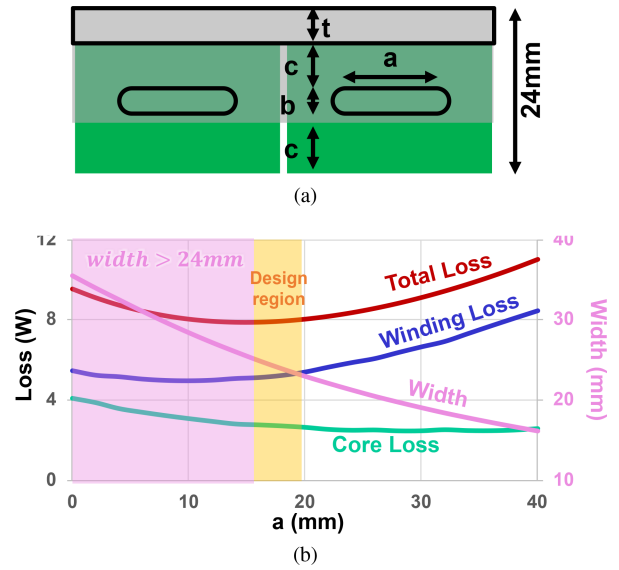 t
c
a
b
c
24mm
(a)
12
8
4
0
Loss (W)
width > 24mm
Design
region
Total Loss
Winding Loss
Width
Core Loss
40
30
20
10
Width (mm)
0
10
20
30
40
a (mm)
(b)